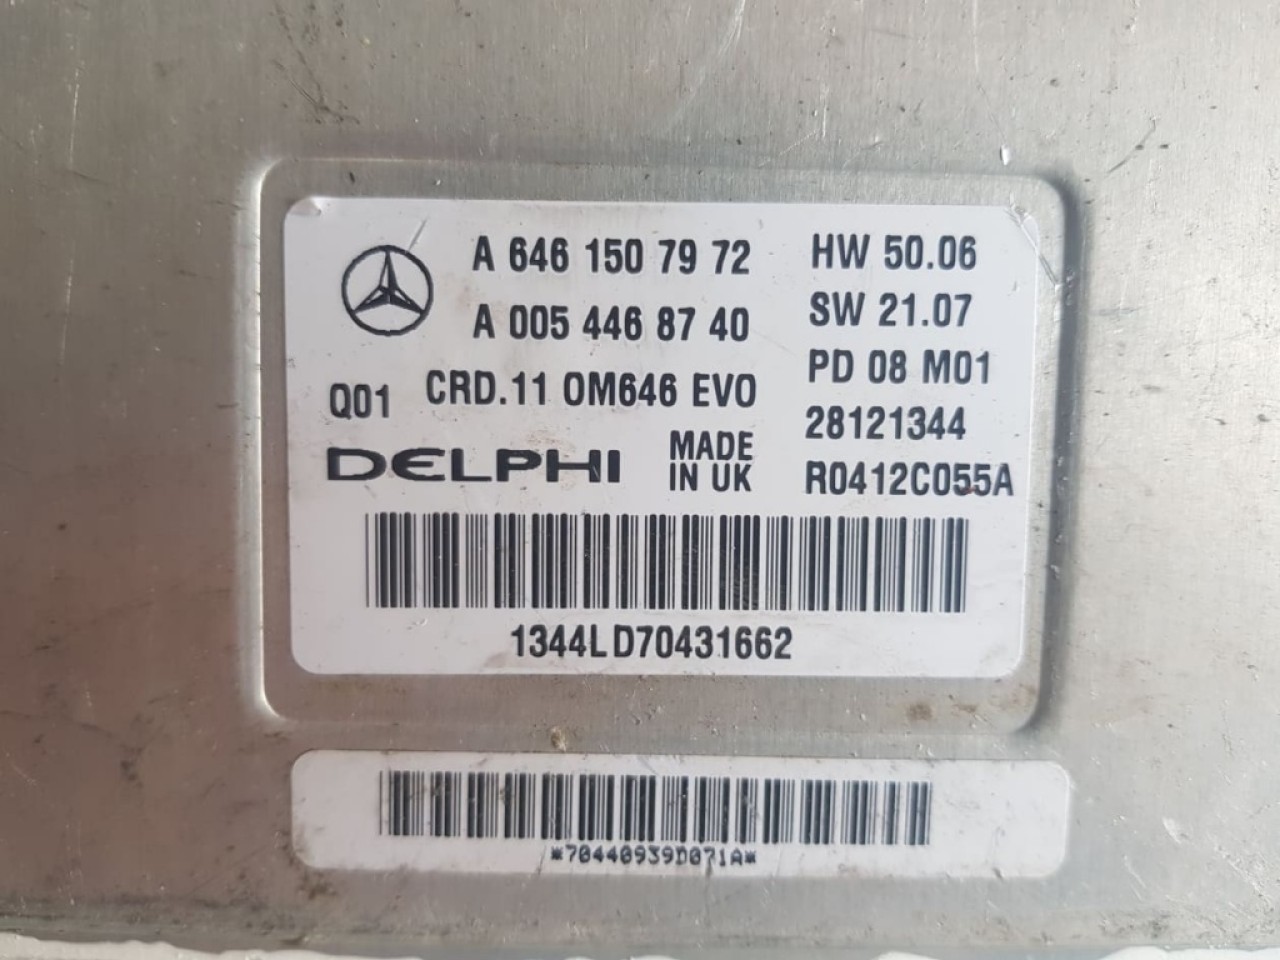 A 646 150 79 72
HW 50.06
A 005 446 87 40
SW 21.07
PD 08 M01
Q01
CRD.11 OM646 EVO
28121344
DELPHI
MADE
IN UK
R0412C055A
1344LD70431662
*70440939D071A*